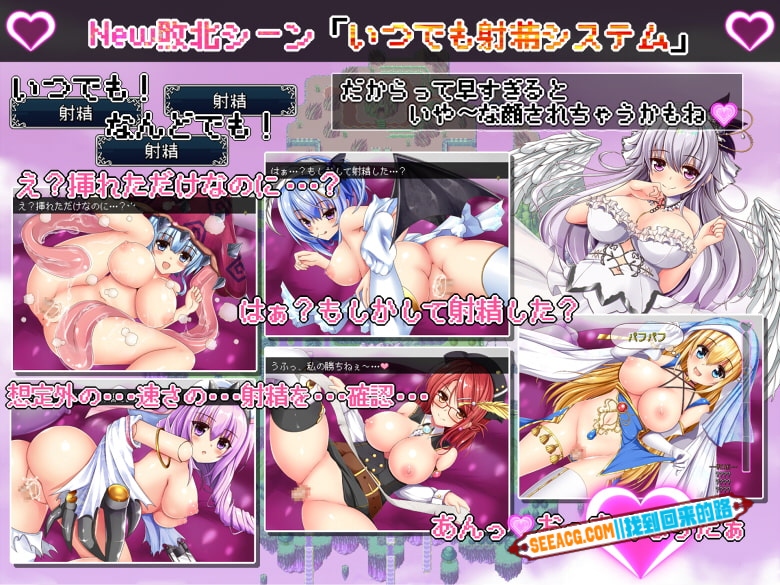 New敗北シーン「いつでも射精システム」
いつでも!
射精
射精
なんどでも!
射精
だからって早すぎると
いや〜な顔されちゃうかもね
え?挿れただけなのに・・・?
え?挿れただけなのに…?
はぁ…?もしかして射精した…?
はぁ?もしかして射精した?
パフパフ
うふっ、私の勝ちねぇ〜…
想定外の・・・速さの・・・射精を・・・確認・・・
あんっ
SEEACG.COM||找到回来的路